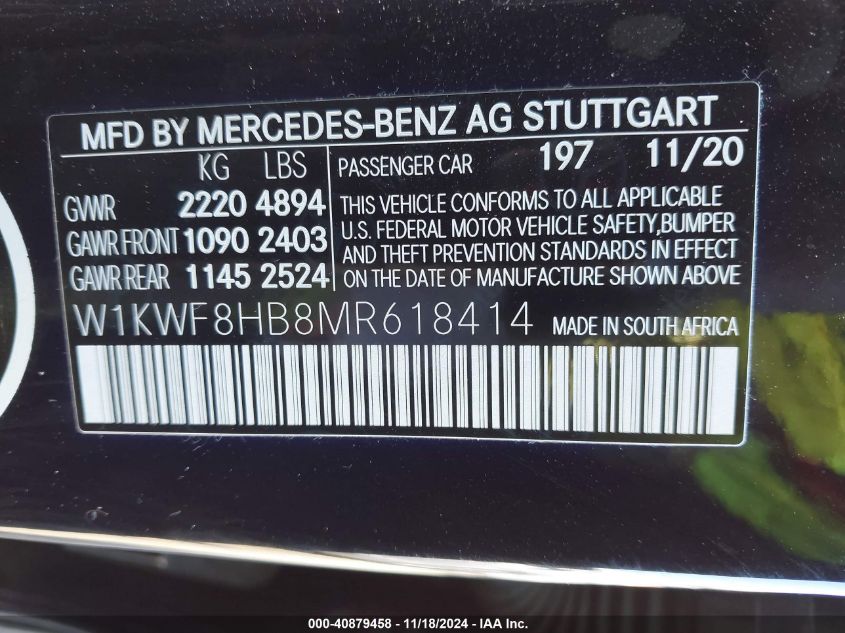 MFD BY MERCEDES-BENZ AG STUTTGART
KG LBS
GVWR 2220 4894
GAWR FRONT 1090 2403
GAWR REAR 1145 2524
PASSENGER CAR 197 11/20
THIS VEHICLE CONFORMS TO ALL APPLICABLE
U.S. FEDERAL MOTOR VEHICLE SAFETY,BUMPER
AND THEFT PREVENTION STANDARDS IN EFFECT
ON THE DATE OF MANUFACTURE SHOWN ABOVE
W1KWF8HB8MR618414 MADE IN SOUTH AFRICA
000-40879458 - 11/18/2024 - IAA Inc.